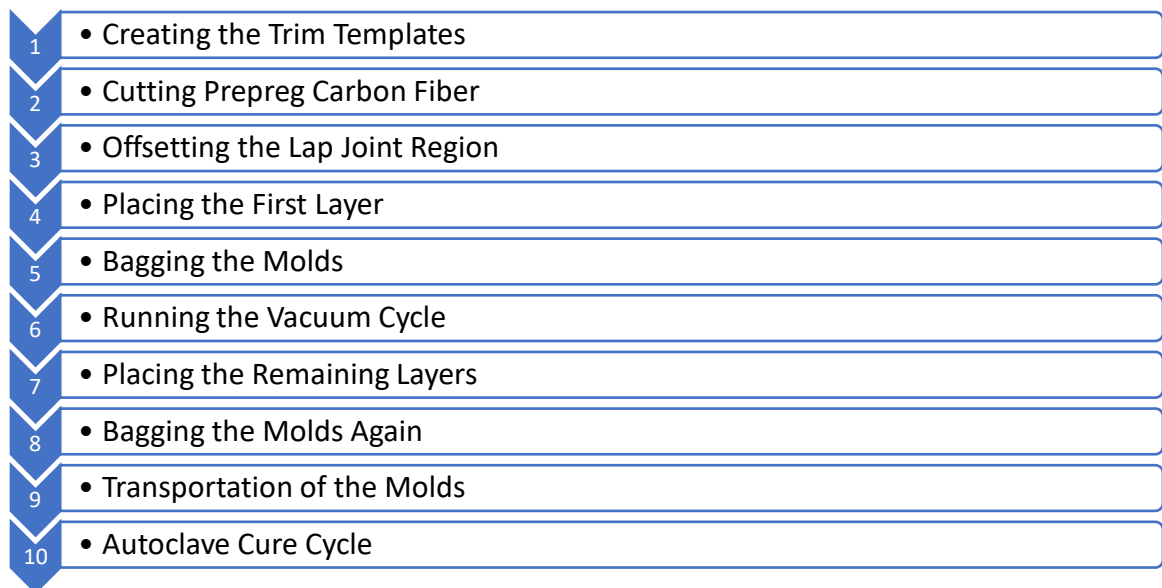 1 • Creating the Trim Templates
2 • Cutting Prepreg Carbon Fiber
3 • Offsetting the Lap Joint Region
4 • Placing the First Layer
5 • Bagging the Molds
6 • Running the Vacuum Cycle
7 • Placing the Remaining Layers
8 • Bagging the Molds Again
9 • Transportation of the Molds
10 • Autoclave Cure Cycle